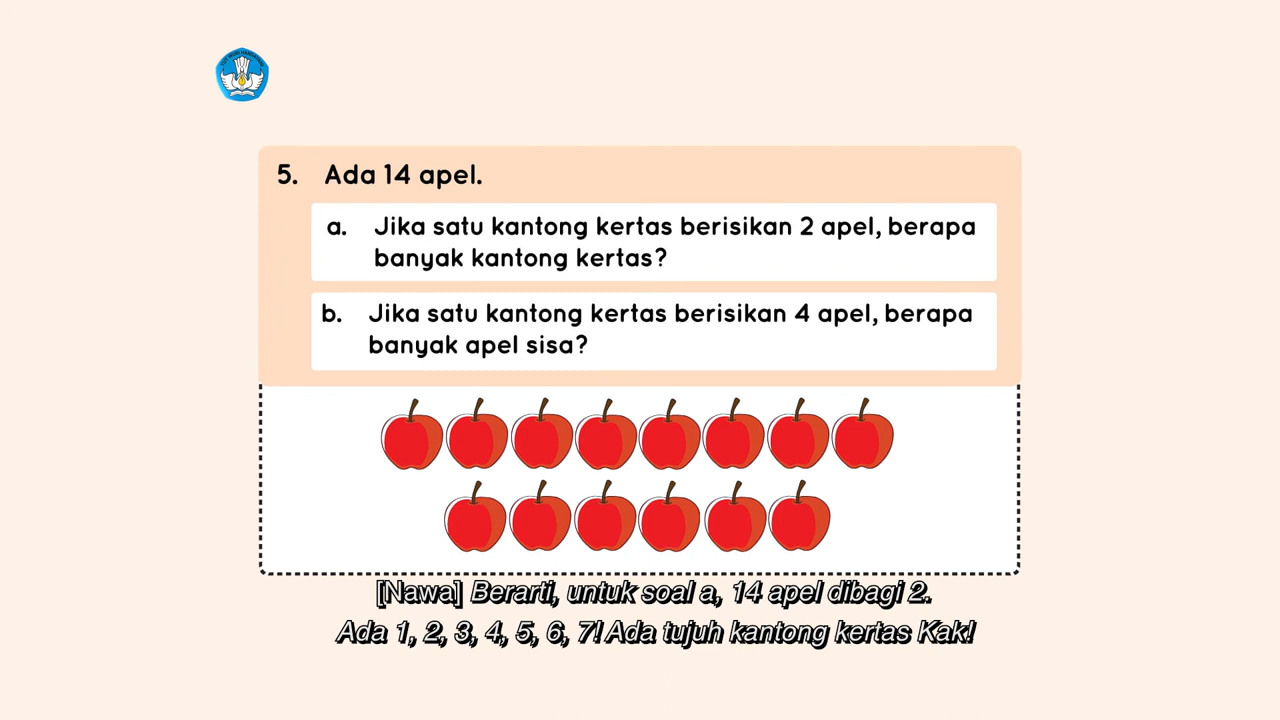 5. Ada 14 apel.
a. Jika satu kantong kertas berisikan 2 apel, berapa
banyak kantong kertas?
b. Jika satu kantong kertas berisikan 4 apel, berapa
banyak apel sisa?
[Nawa] Berarti, untuk soal a, 14 apel dibagi 2.
Ada 1, 2, 3, 4, 5, 6, 7! Ada tujuh kantong kertas Kak!